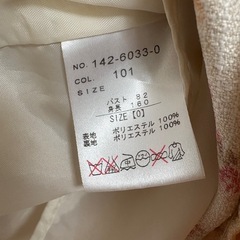 NO. 142-6033-0
COL. 101
SIZE
バスト 82
身長 160
SIZE [0]
表地 ポリエステル 100%
裏地 ポリエステル 100%